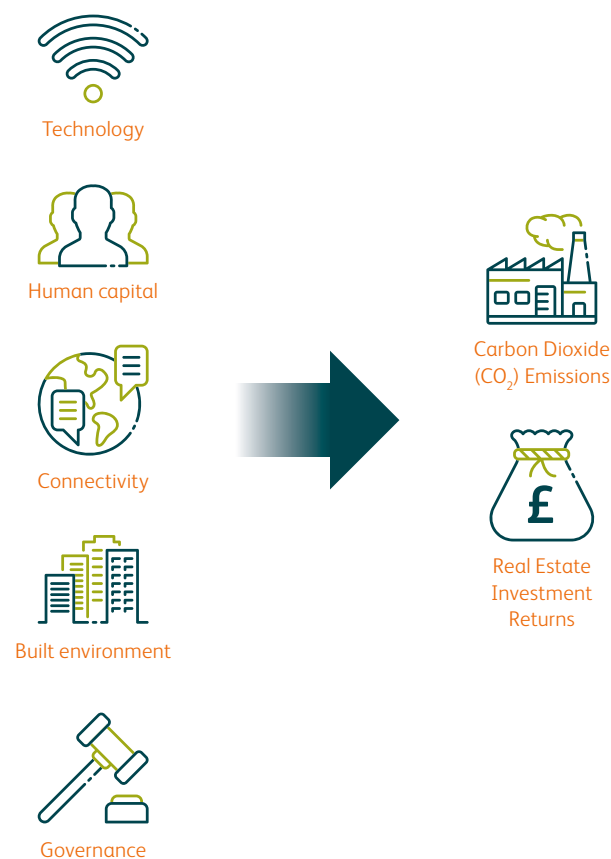 Technology
Human capital
Connectivity
Built environment
Governance
Carbon Dioxide
(CO₂) Emissions
£
Real Estate
Investment
Returns